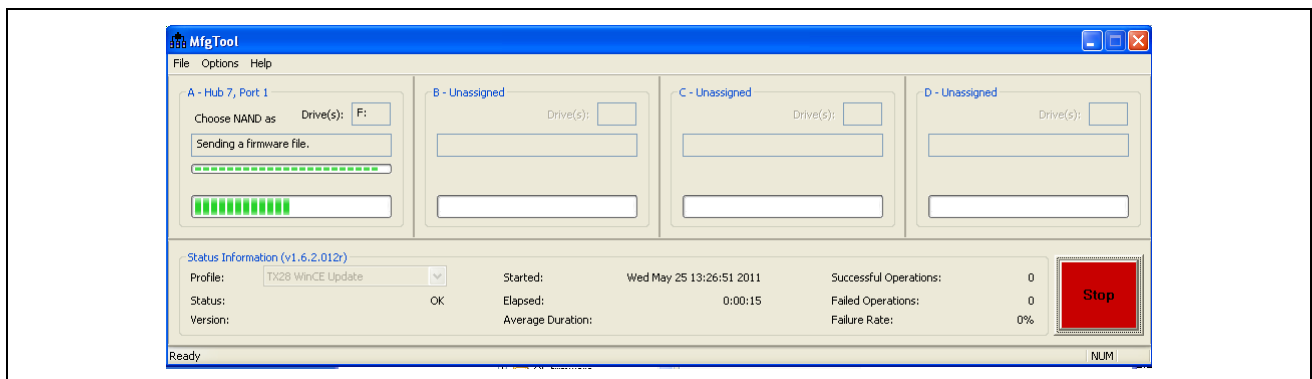 MfgTool
File Options Help
A - Hub 7, Port 1
Choose NAND as Drive(s): F:
Sending a firmware file.
B - Unassigned
Drive(s):
C - Unassigned
Drive(s):
D - Unassigned
Drive(s):
Status Information (v1.6.2.012r)
Profile: TX28 WinCE Update Started: Wed May 25 13:26:51 2011 Successful Operations: 0
Status: OK Elapsed: 0:00:15 Failed Operations: 0
Version: Average Duration: Failure Rate: 0%
Stop
Ready NUM